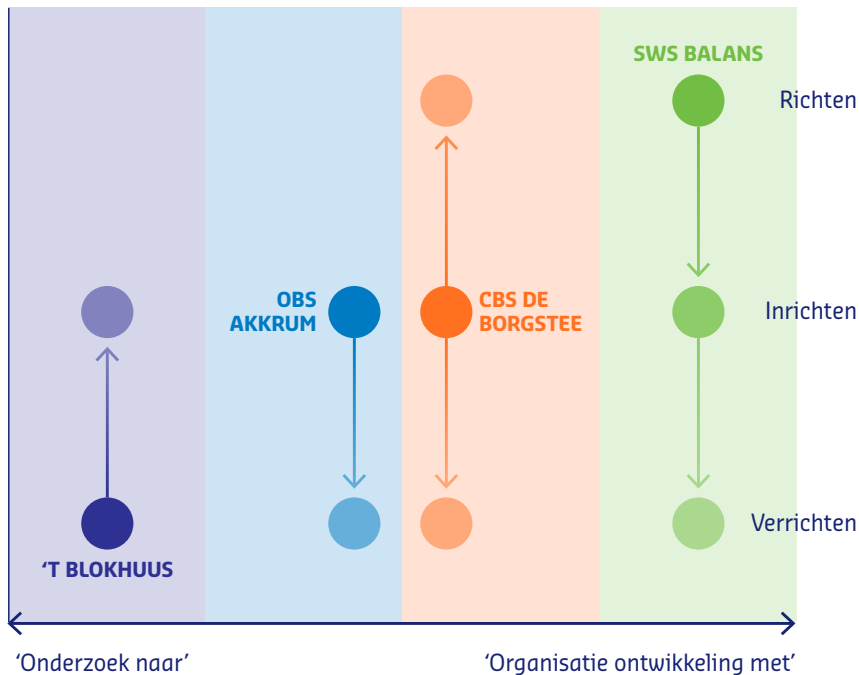 SWS BALANS
Richten
OBS
AKKRUM
CBS DE
BORGSTEE
Inrichten
Verrichten
‘T BLOKHUUS
‘Onderzoek naar’
‘Organisatie ontwikkeling met’